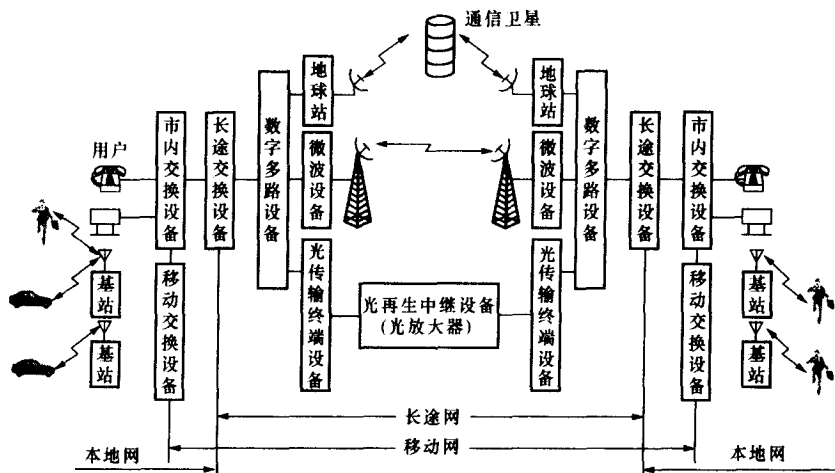 通信卫星
用户
市内交换设备
长途交换设备
数字多路设备
地球站
微波设备
光传输终端设备
移动交换设备
基站
基站
光再生中继设备
(光放大器)
地球站
微波设备
光传输终端设备
数字多路设备
长途交换设备
市内交换设备
移动交换设备
基站
基站
长途网
移动网
本地网
本地网